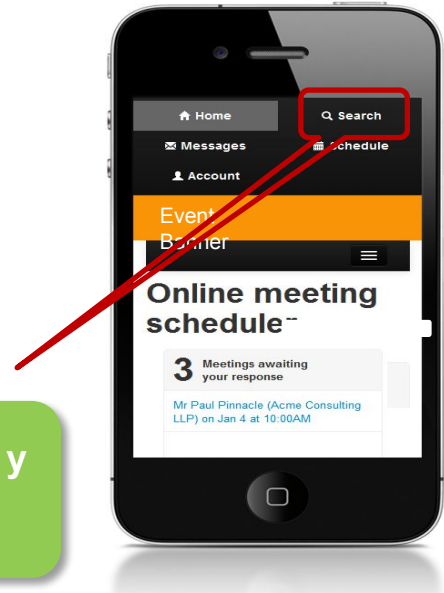 Home
Search
Messages
Schedule
Account
Event
Banner
Online meeting
schedule
3
Meetings awaiting
your response
Mr Paul Pinnacle (Acme Consulting
LLP) on Jan 4 at 10:00AM
y